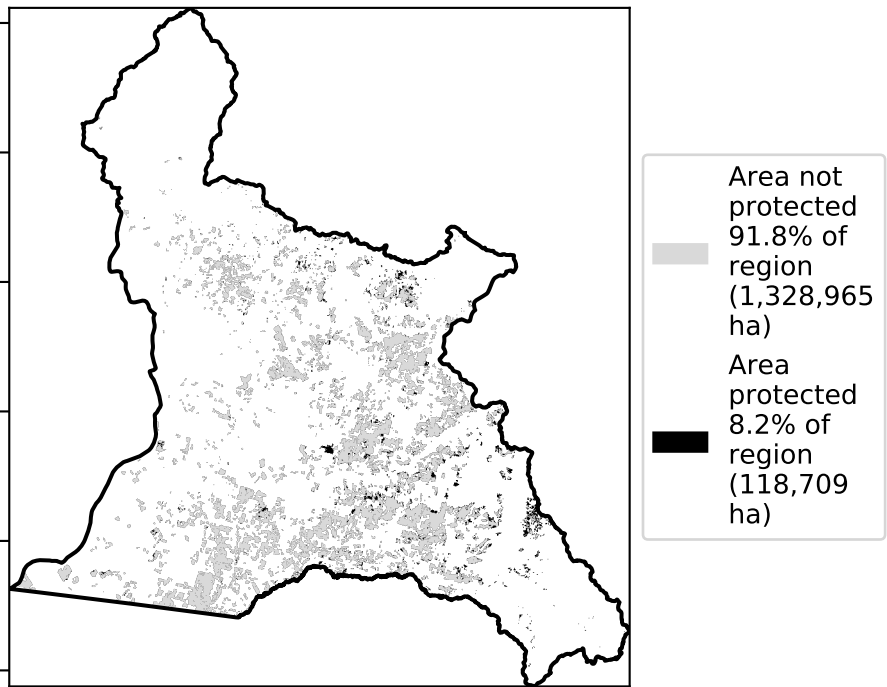 Area not
protected
91.8% of
region
(1,328,965
ha)
Area
protected
8.2% of
region
(118,709
ha)